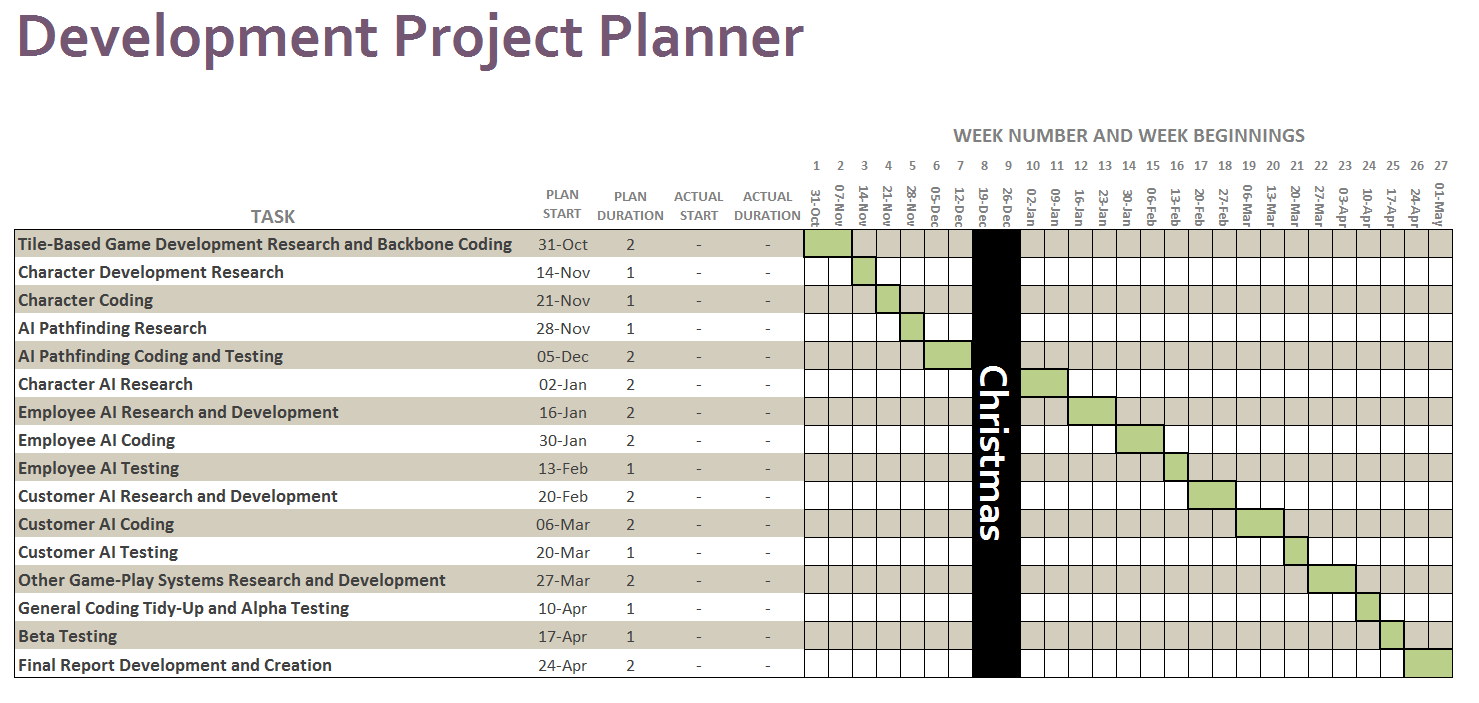 Development Project Planner
WEEK NUMBER AND WEEK BEGINNINGS
1 2 3 4 5 6 7 8 9 10 11 12 13 14 15 16 17 18 19 20 21 22 23 24 25 26 27
TASK PLAN START PLAN DURATION ACTUAL START ACTUAL DURATION 31-Oct 07-Nov 14-Nov 21-Nov 28-Nov 05-Dec 12-Dec 19-Dec 26-Dec 02-Jan 09-Jan 16-Jan 23-Jan 30-Jan 06-Feb 13-Feb 20-Feb 27-Feb 06-Mar 13-Mar 20-Mar 27-Mar 03-Apr 10-Apr 17-Apr 24-Apr 01-May
Tile-Based Game Development Research and Backbone Coding 31-Oct 2 - -
Character Development Research 14-Nov 1 - -
Character Coding 21-Nov 1 - -
AI Pathfinding Research 28-Nov 1 - -
AI Pathfinding Coding and Testing 05-Dec 2 - -
Character AI Research 02-Jan 2 - -
Employee AI Research and Development 16-Jan 2 - -
Employee AI Coding 30-Jan 2 - -
Employee AI Testing 13-Feb 1 - -
Customer AI Research and Development 20-Feb 2 - -
Customer AI Coding 06-Mar 2 - -
Customer AI Testing 20-Mar 1 - -
Other Game-Play Systems Research and Development 27-Mar 2 - -
General Coding Tidy-Up and Alpha Testing 10-Apr 1 - -
Beta Testing 17-Apr 1 - -
Final Report Development and Creation 24-Apr 2 - -
Christmas